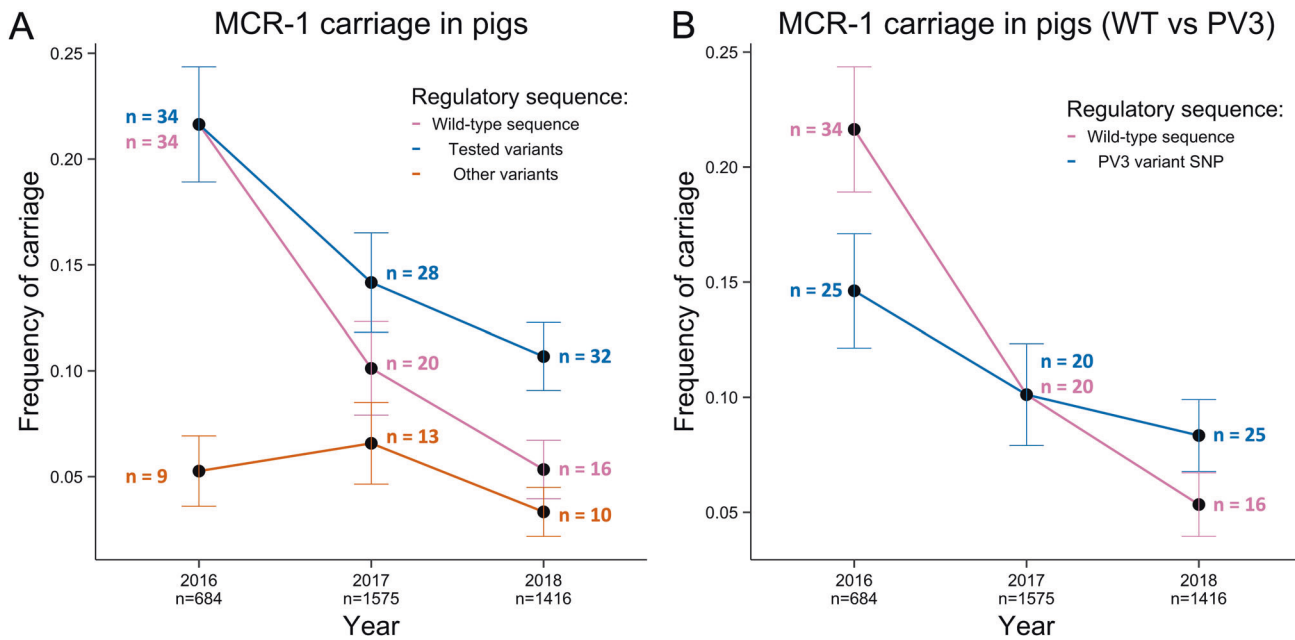 A
MCR-1 carriage in pigs
Frequency of carriage
0.25
0.20
0.15
0.10
0.05
Regulatory sequence:
Wild-type sequence
Tested variants
Other variants
n = 34
n = 34
n = 28
n = 20
n = 32
n = 9
n = 13
n = 16
n = 10
2016
n=684
2017
n=1575
2018
n=1416
Year
B
MCR-1 carriage in pigs (WT vs PV3)
Frequency of carriage
0.25
0.20
0.15
0.10
0.05
Regulatory sequence:
Wild-type sequence
PV3 variant SNP
n = 34
n = 25
n = 20
n = 20
n = 25
n = 16
2016
n=684
2017
n=1575
2018
n=1416
Year